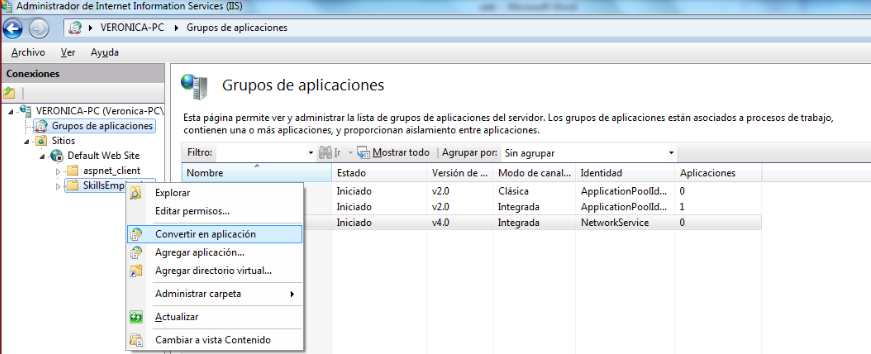 Administrador de Internet Information Services (IIS)
VERONICA-PC
Grupos de aplicaciones
Archivo Ver Ayuda
Conexiones
VERONICA-PC (Veronica-PC\
Grupos de aplicaciones
Sitios
Default Web Site
aspnet_client
SkillsEmp
Explorar
Editar permisos...
Convertir en aplicación
Agregar aplicación...
Agregar directorio virtual...
Administrar carpeta
Actualizar
Cambiar a vista Contenido
Grupos de aplicaciones
Esta página permite ver y administrar la lista de grupos de aplicaciones del servidor. Los grupos de aplicaciones están asociados a procesos de trabajo,
contienen una o más aplicaciones, y proporcionan aislamiento entre aplicaciones.
Filtro: Ir Mostrar todo Agrupar por: Sin agrupar
Nombre Estado Versión de ... Modo de canal... Identidad Aplicaciones
Iniciado v2.0 Clásica ApplicationPoolId... 0
Iniciado v2.0 Integrada ApplicationPoolId... 1
Iniciado v4.0 Integrada NetworkService 0